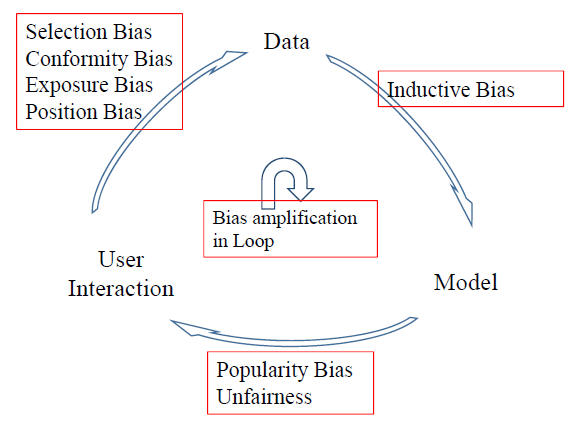 Selection Bias
Conformity Bias
Exposure Bias
Position Bias
Data
Inductive Bias
Bias amplification
in Loop
User
Interaction
Model
Popularity Bias
Unfairness